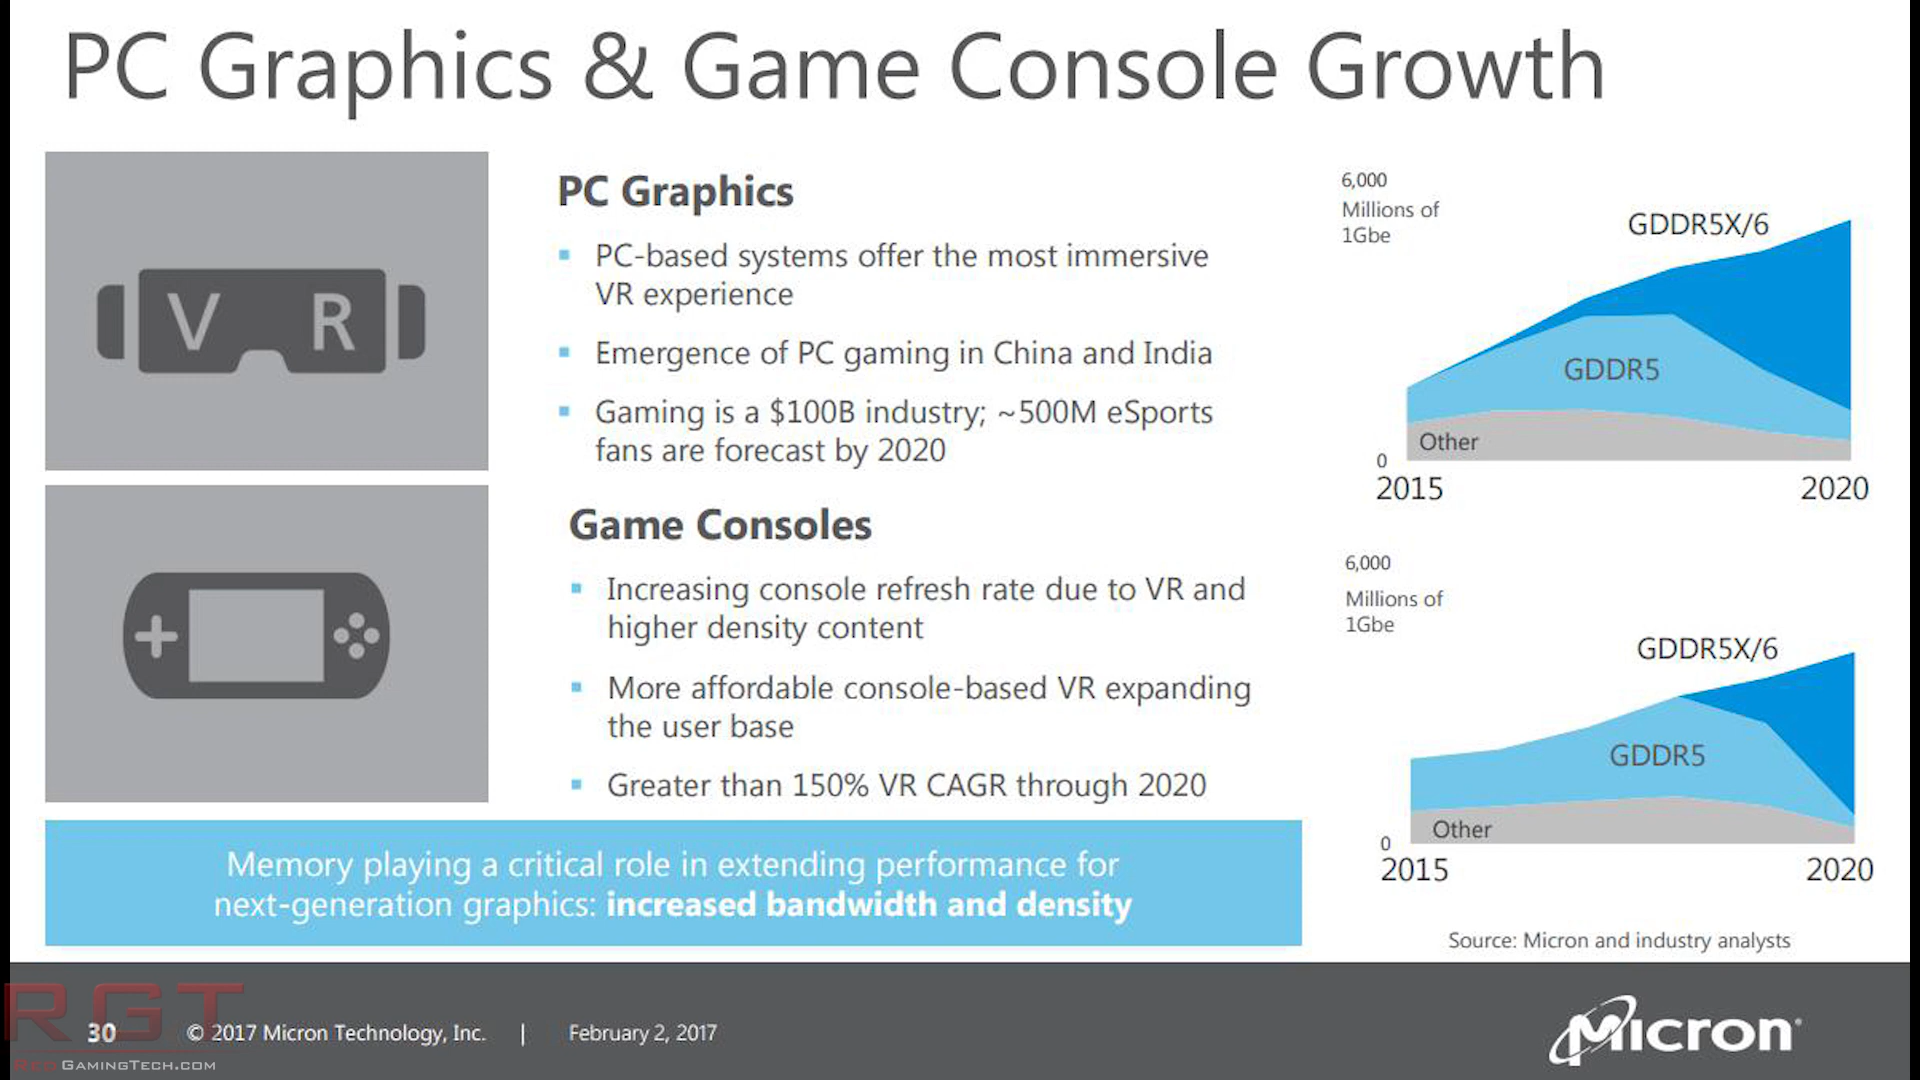 PC Graphics & Game Console Growth
V R
PC Graphics
PC-based systems offer the most immersive
VR experience
Emergence of PC gaming in China and India
Gaming is a $100B industry; ~500M eSports
fans are forecast by 2020
6,000
Millions of
1Gbe
GDDR5X/6
GDDR5
Other
0
2015 2020
Game Consoles
Increasing console refresh rate due to VR and
higher density content
More affordable console-based VR expanding
the user base
Greater than 150% VR CAGR through 2020
6,000
Millions of
1Gbe
GDDR5X/6
GDDR5
Other
0
2015 2020
Memory playing a critical role in extending performance for
next-generation graphics: increased bandwidth and density
Source: Micron and industry analysts
RGT
RedGamingTech.com
30 © 2017 Micron Technology, Inc. | February 2, 2017
Micron